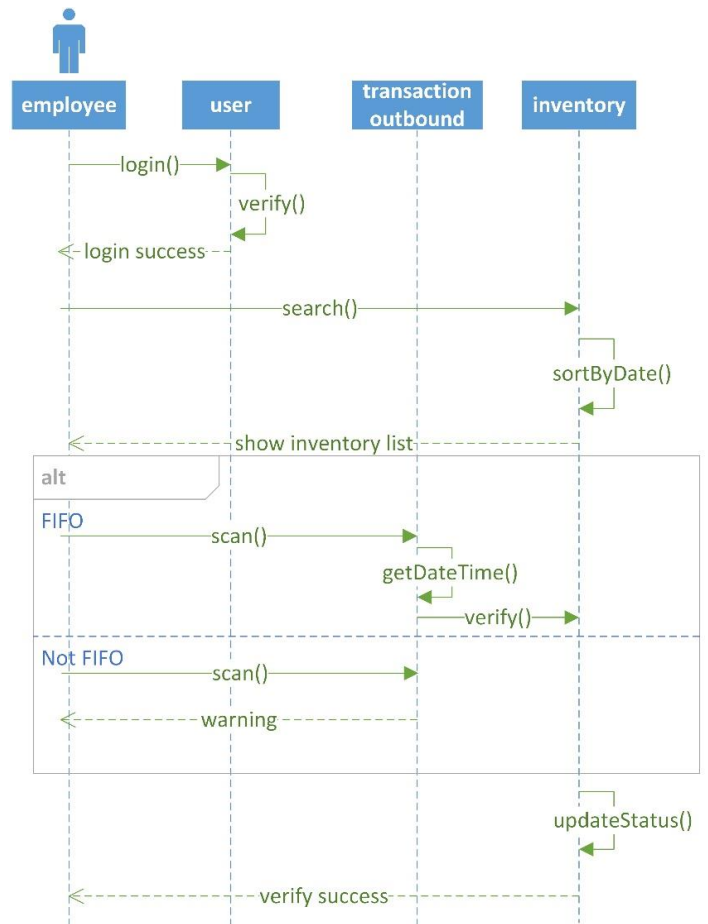 employee
user
transaction
outbound
inventory
login()
verify()
login success
search()
sortByDate()
show inventory list
alt
FIFO
scan()
getDateTime()
verify()
Not FIFO
scan()
warning
updateStatus()
verify success